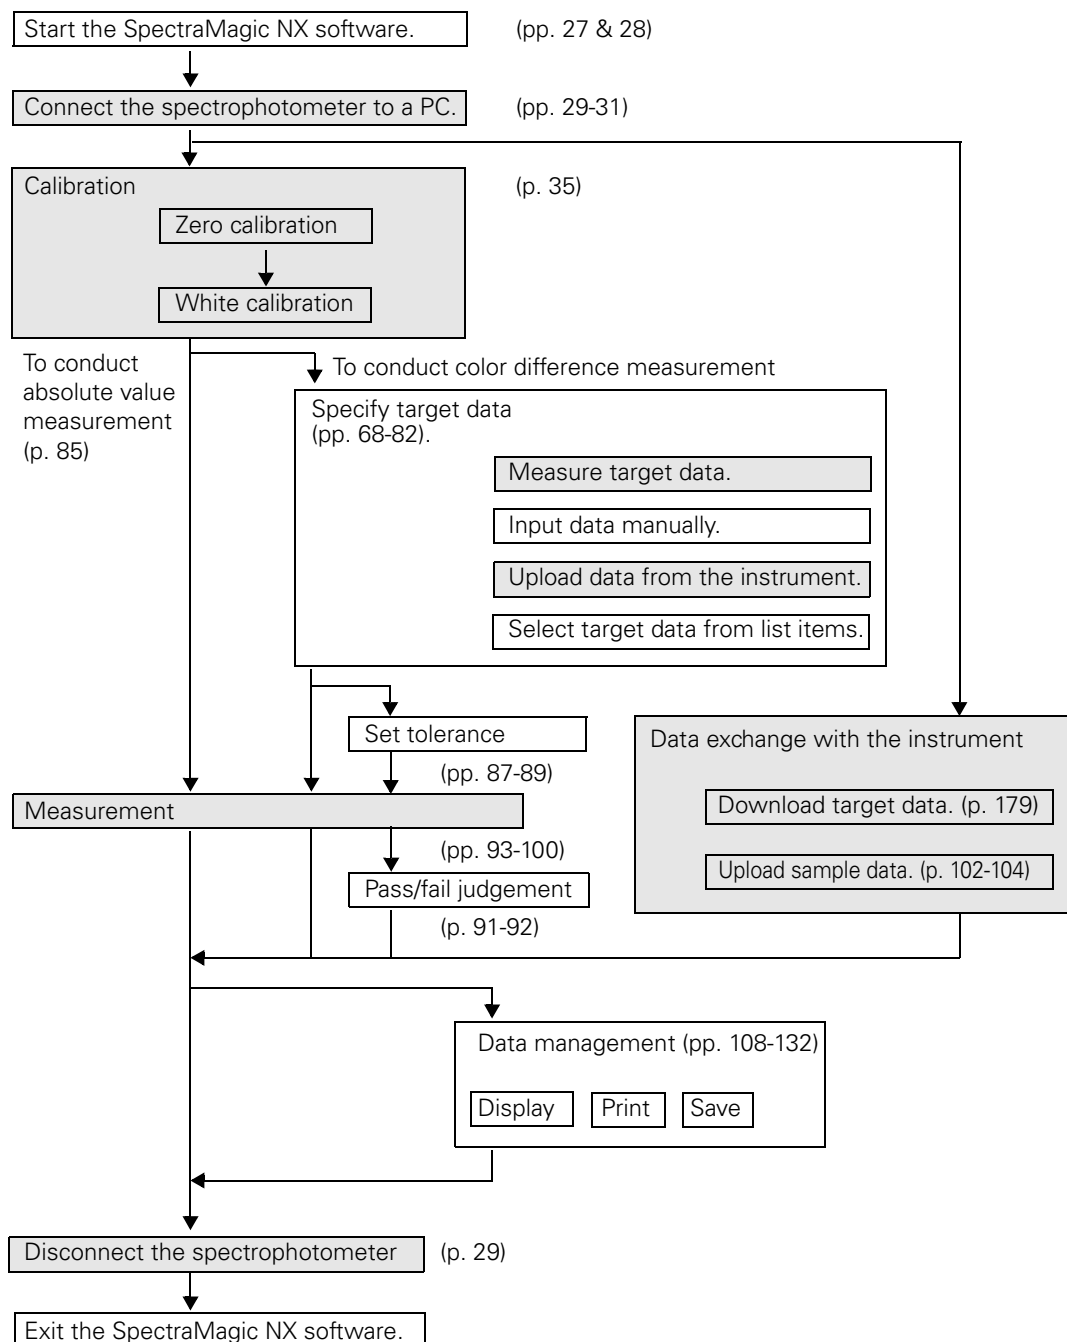 Start the SpectraMagic NX software.
(pp. 27 & 28)
Connect the spectrophotometer to a PC.
(pp. 29-31)
Calibration
(p. 35)
Zero calibration
White calibration
To conduct
absolute value
measurement
(p. 85)
To conduct color difference measurement
Specify target data
(pp. 68-82).
Measure target data.
Input data manually.
Upload data from the instrument.
Select target data from list items.
Set tolerance
(pp. 87-89)
Data exchange with the instrument
Download target data. (p. 179)
Upload sample data. (p. 102-104)
Measurement
(pp. 93-100)
Pass/fail judgement
(p. 91-92)
Data management (pp. 108-132)
Display
Print
Save
Disconnect the spectrophotometer
(p. 29)
Exit the SpectraMagic NX software.